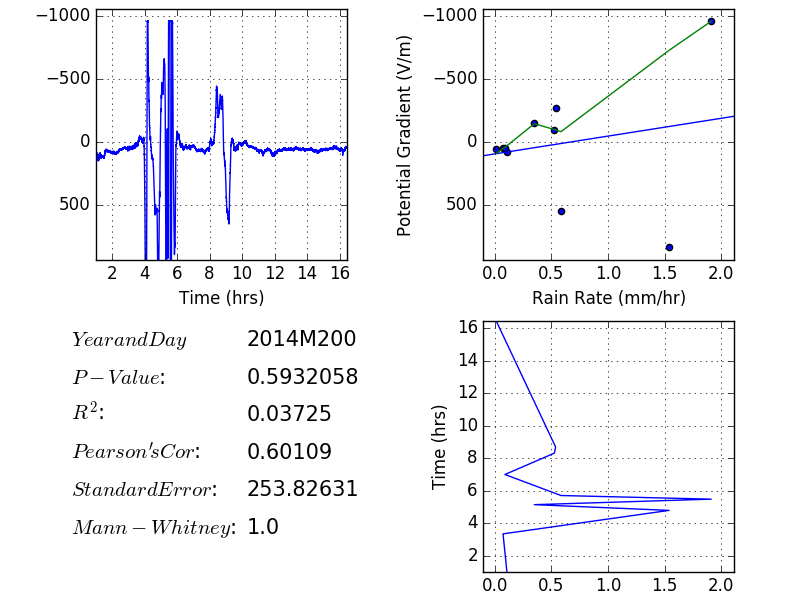 −1000
−500
0
500
2 4 6 8 10 12 14 16
Time (hrs)
Potential Gradient (V/m)
−1000
−500
0
500
0.0 0.5 1.0 1.5 2.0
Rain Rate (mm/hr)
YearandDay 2014M200
P−Value: 0.5932058
R²: 0.03725
Pearson'sCor: 0.60109
StandardError: 253.82631
Mann−Whitney: 1.0
Time (hrs)
16
14
12
10
8
6
4
2
0.0 0.5 1.0 1.5 2.0